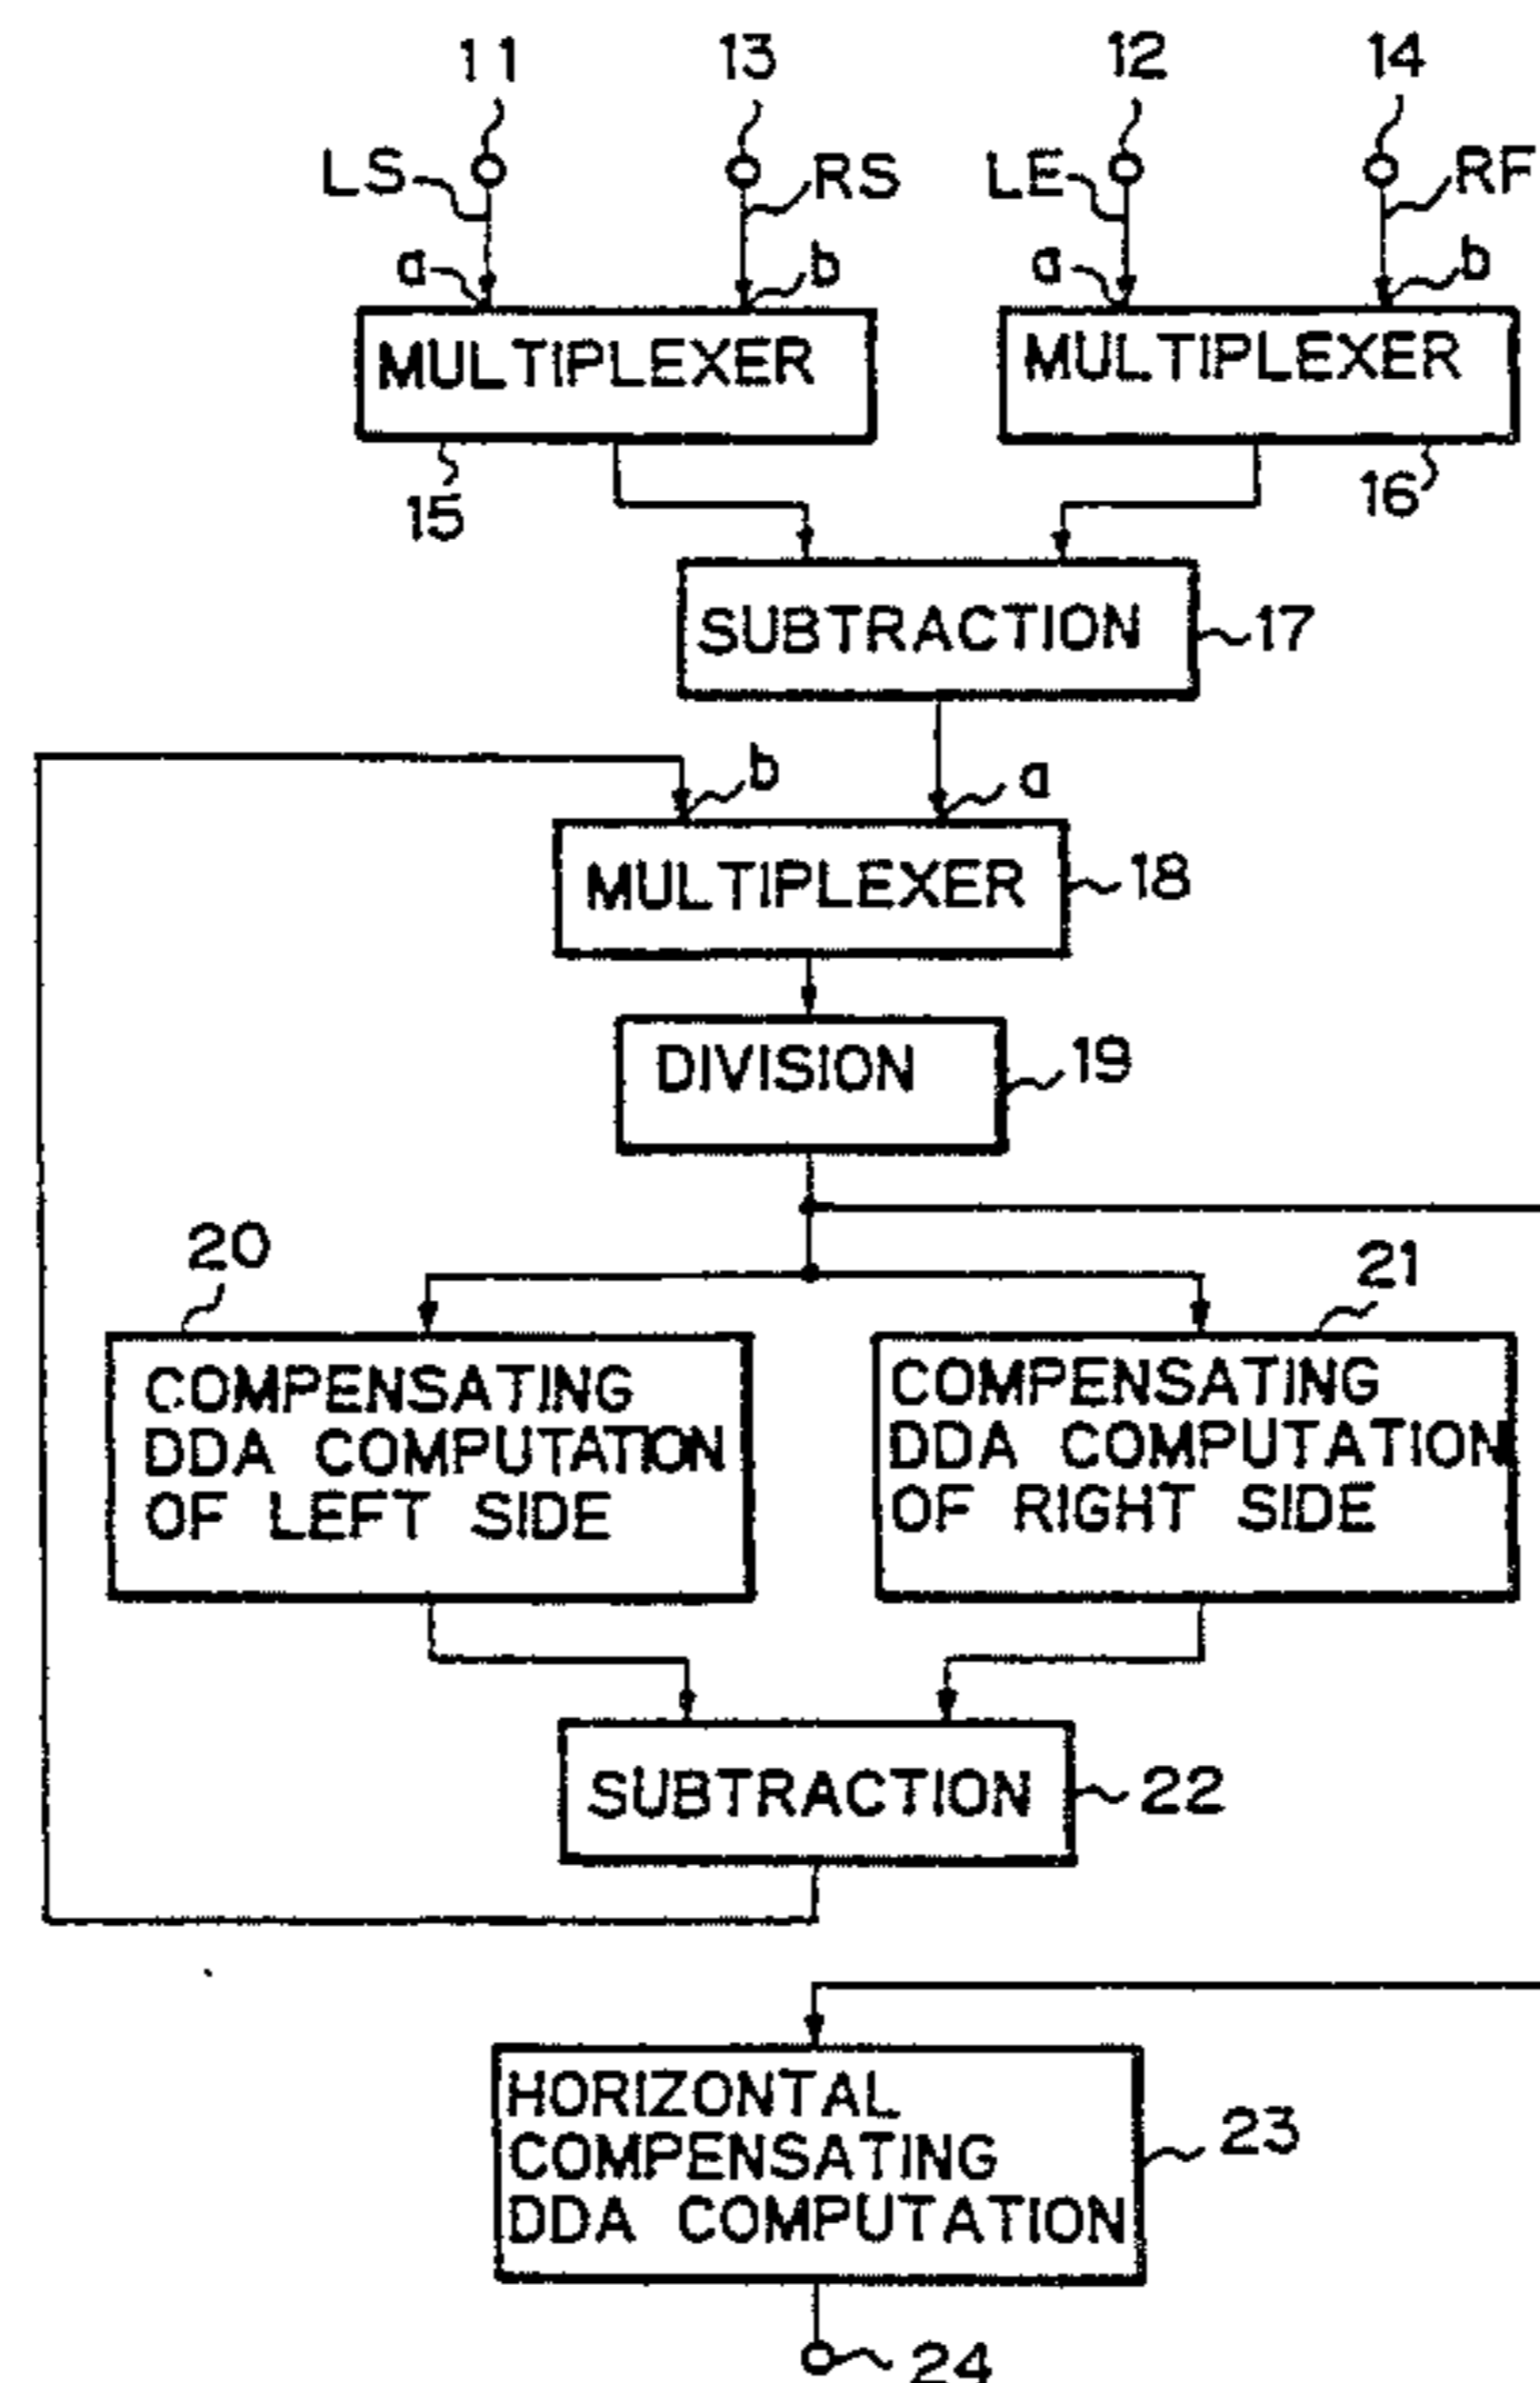 11 13 12 14
LS RS LE RF
a b a b
MULTIPLEXER MULTIPLEXER
15 16
SUBTRACTION 17
b a
MULTIPLEXER 18
DIVISION 19
20 21
COMPENSATING
DDA COMPUTATION
OF LEFT SIDE
COMPENSATING
DDA COMPUTATION
OF RIGHT SIDE
SUBTRACTION 22
HORIZONTAL
COMPENSATING
DDA COMPUTATION
23
24